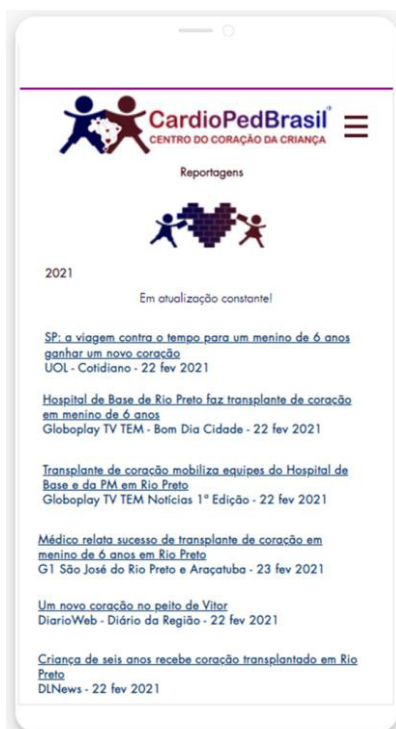 CardioPedBrasil®
CENTRO DO CORAÇÃO DA CRIANÇA
Reportagens
2021
Em atualização constante!
SP: a viagem contra o tempo para um menino de 6 anos
ganhar um novo coração
UOL - Cotidiano - 22 fev 2021
Hospital de Base de Rio Preto faz transplante de coração
em menino de 6 anos
Globoplay TV TEM - Bom Dia Cidade - 22 fev 2021
Transplante de coração mobiliza equipes do Hospital de
Base e da PM em Rio Preto
Globoplay TV TEM Notícias 1ª Edição - 22 fev 2021
Médico relata sucesso de transplante de coração em
menino de 6 anos em Rio Preto
G1 São José do Rio Preto e Araçatuba - 23 fev 2021
Um novo coração no peito de Vitor
DiarioWeb - Diário da Região - 22 fev 2021
Criança de seis anos recebe coração transplantado em Rio
Preto
DLNews - 22 fev 2021